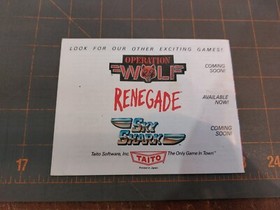 LOOK FOR OUR OTHER EXCITING GAMES!
OPERATION
WOLF
COMING
SOON!
RENEGADE
AVAILABLE
NOW!
SKY
SHARK
COMING
SOON!
Taito Software, Inc.
TAITO
"The Only Game In Town"
17
24